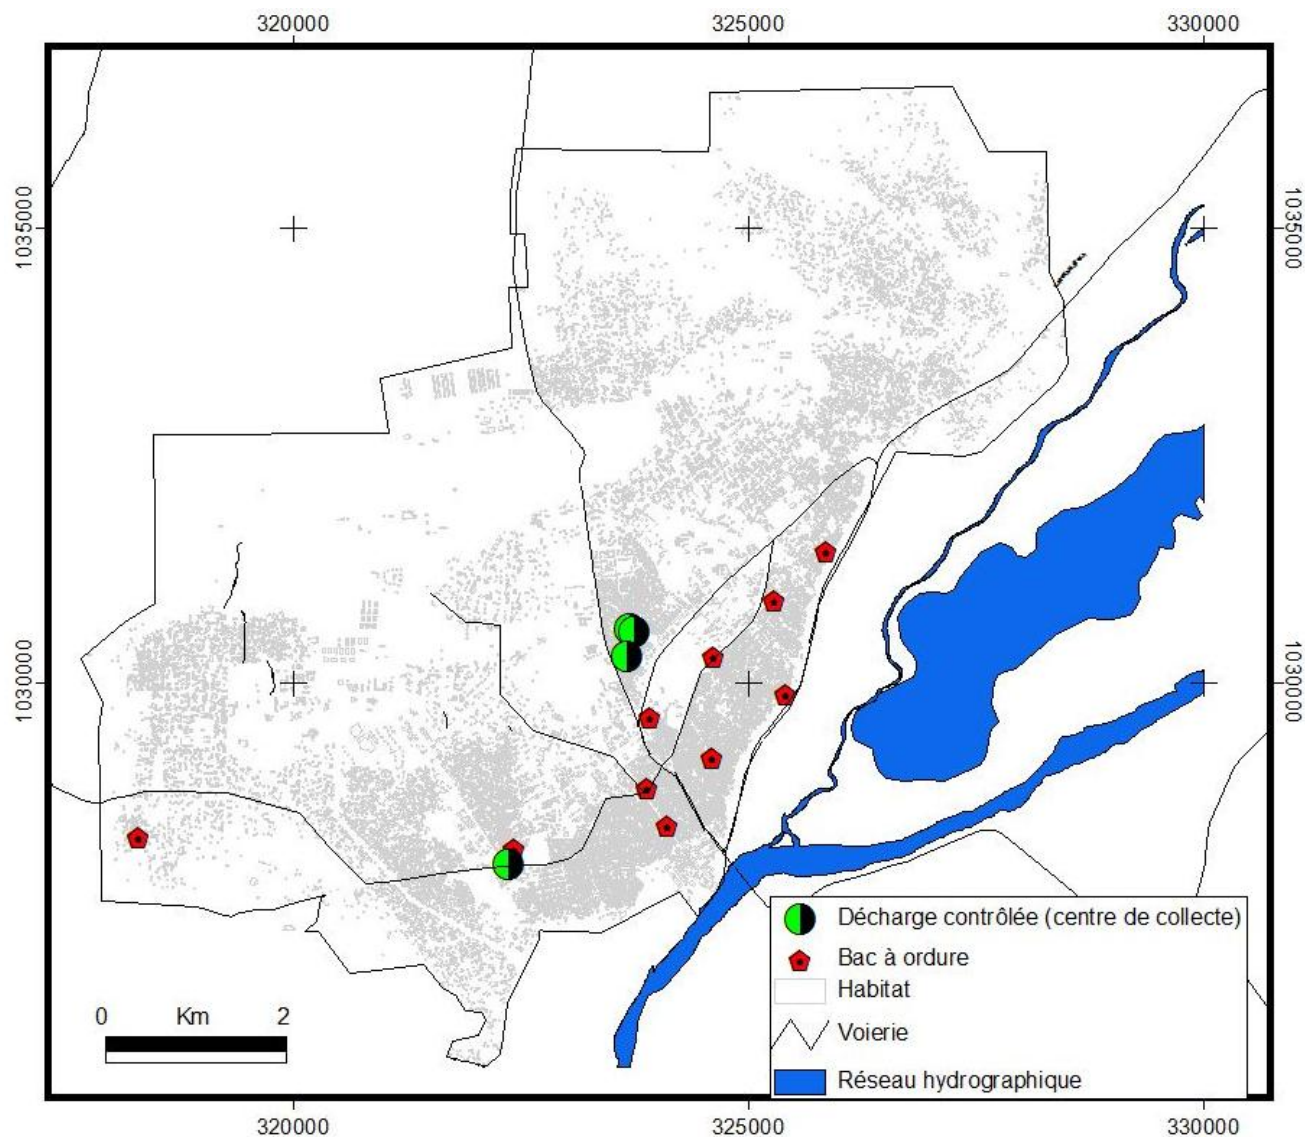 320000 325000 330000
1035000 1035000
1030000 1030000
Décharge contrôlée (centre de collecte)
Bac à ordure
Habitat
0 Km 2
Voierie
Réseau hydrographique
320000 325000 330000